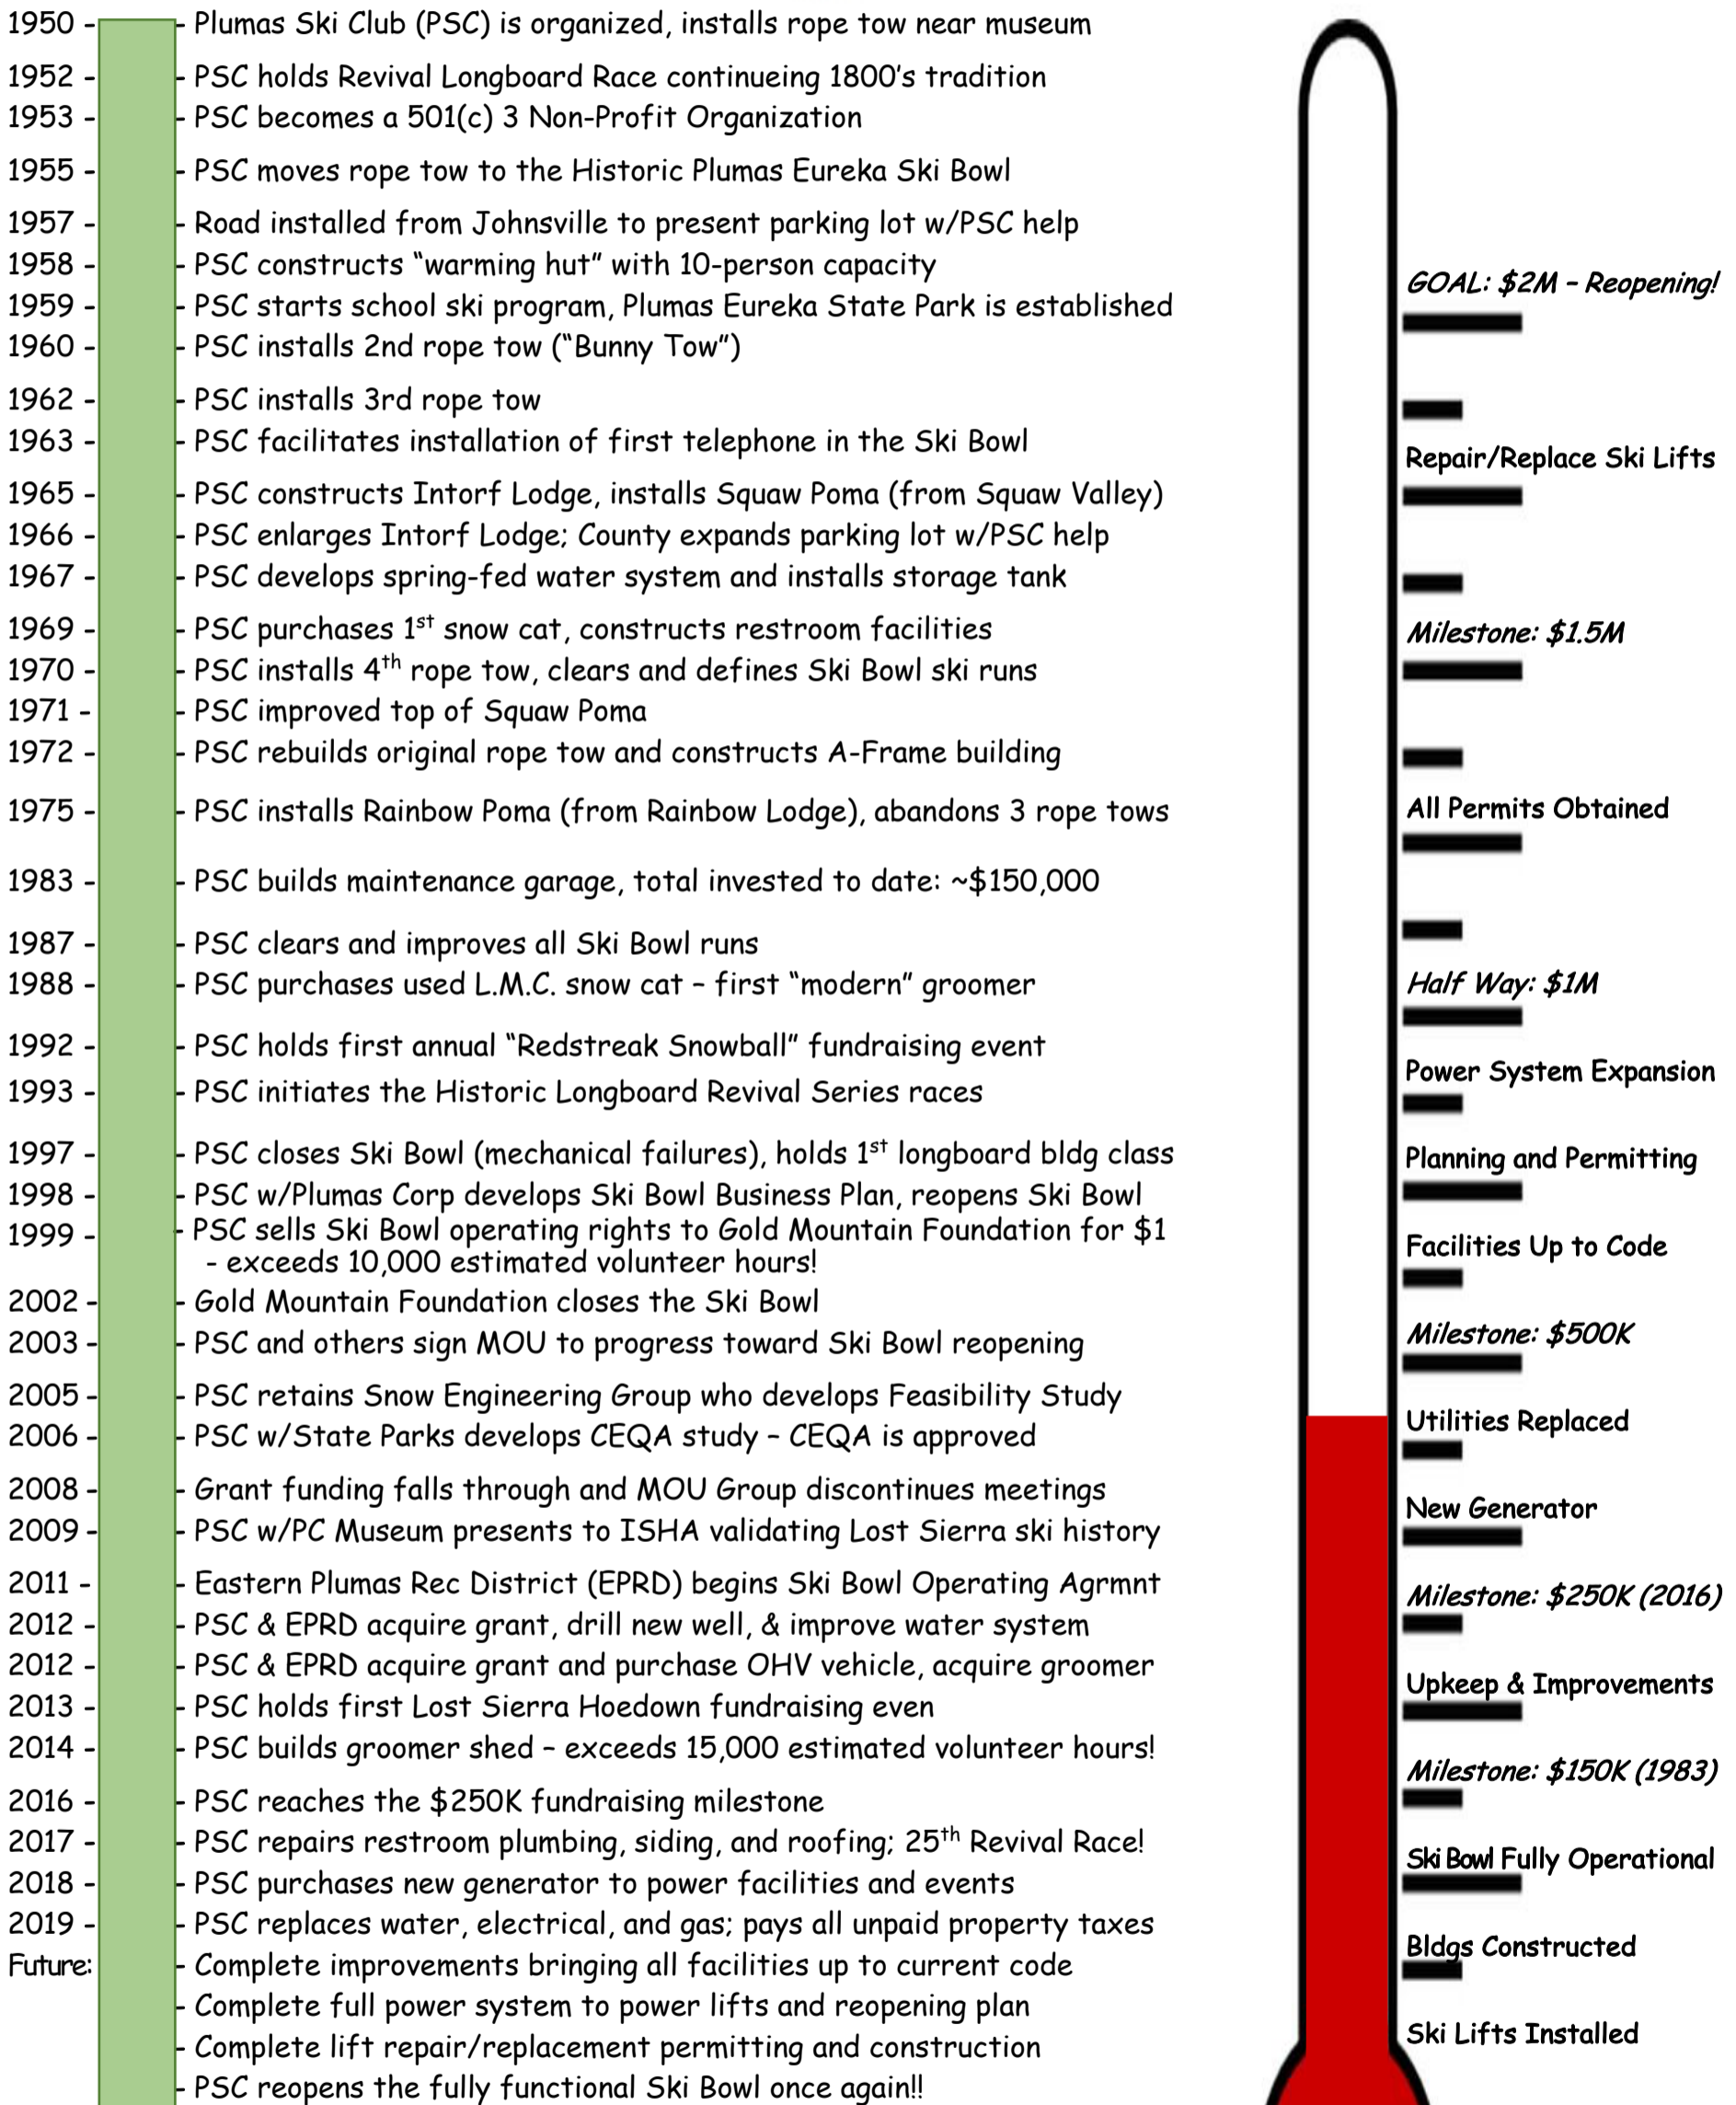 1950 - - Plumas Ski Club (PSC) is organized, installs rope tow near museum
1952 - - PSC holds Revival Longboard Race continueing 1800's tradition
1953 - - PSC becomes a 501(c) 3 Non-Profit Organization
1955 - - PSC moves rope tow to the Historic Plumas Eureka Ski Bowl
1957 - - Road installed from Johnsville to present parking lot w/PSC help
1958 - - PSC constructs “warming hut” with 10-person capacity
1959 - - PSC starts school ski program, Plumas Eureka State Park is established
1960 - - PSC installs 2nd rope tow (“Bunny Tow”)
1962 - - PSC installs 3rd rope tow
1963 - - PSC facilitates installation of first telephone in the Ski Bowl
1965 - - PSC constructs Intorf Lodge, installs Squaw Poma (from Squaw Valley)
1966 - - PSC enlarges Intorf Lodge; County expands parking lot w/PSC help
1967 - - PSC develops spring-fed water system and installs storage tank
1969 - - PSC purchases 1st snow cat, constructs restroom facilities
1970 - - PSC installs 4th rope tow, clears and defines Ski Bowl ski runs
1971 - - PSC improved top of Squaw Poma
1972 - - PSC rebuilds original rope tow and constructs A-Frame building
1975 - - PSC installs Rainbow Poma (from Rainbow Lodge), abandons 3 rope tows
1983 - - PSC builds maintenance garage, total invested to date: ~$150,000
1987 - - PSC clears and improves all Ski Bowl runs
1988 - - PSC purchases used L.M.C. snow cat – first “modern” groomer
1992 - - PSC holds first annual “Redstreak Snowball” fundraising event
1993 - - PSC initiates the Historic Longboard Revival Series races
1997 - - PSC closes Ski Bowl (mechanical failures), holds 1st longboard bldg class
1998 - - PSC w/Plumas Corp develops Ski Bowl Business Plan, reopens Ski Bowl
1999 - - PSC sells Ski Bowl operating rights to Gold Mountain Foundation for $1
- exceeds 10,000 estimated volunteer hours!
2002 - - Gold Mountain Foundation closes the Ski Bowl
2003 - - PSC and others sign MOU to progress toward Ski Bowl reopening
2005 - - PSC retains Snow Engineering Group who develops Feasibility Study
2006 - - PSC w/State Parks develops CEQA study – CEQA is approved
2008 - - Grant funding falls through and MOU Group discontinues meetings
2009 - - PSC w/PC Museum presents to ISHA validating Lost Sierra ski history
2011 - - Eastern Plumas Rec District (EPRD) begins Ski Bowl Operating Agrmnt
2012 - - PSC & EPRD acquire grant, drill new well, & improve water system
2012 - - PSC & EPRD acquire grant and purchase OHV vehicle, acquire groomer
2013 - - PSC holds first Lost Sierra Hoedown fundraising even
2014 - - PSC builds groomer shed – exceeds 15,000 estimated volunteer hours!
2016 - - PSC reaches the $250K fundraising milestone
2017 - - PSC repairs restroom plumbing, siding, and roofing; 25th Revival Race!
2018 - - PSC purchases new generator to power facilities and events
2019 - - PSC replaces water, electrical, and gas; pays all unpaid property taxes
Future: - Complete improvements bringing all facilities up to current code
- Complete full power system to power lifts and reopening plan
- Complete lift repair/replacement permitting and construction
- PSC reopens the fully functional Ski Bowl once again!!
GOAL: $2M – Reopening!
Repair/Replace Ski Lifts
Milestone: $1.5M
All Permits Obtained
Half Way: $1M
Power System Expansion
Planning and Permitting
Facilities Up to Code
Milestone: $500K
Utilities Replaced
New Generator
Milestone: $250K (2016)
Upkeep & Improvements
Milestone: $150K (1983)
Ski Bowl Fully Operational
Bldgs Constructed
Ski Lifts Installed